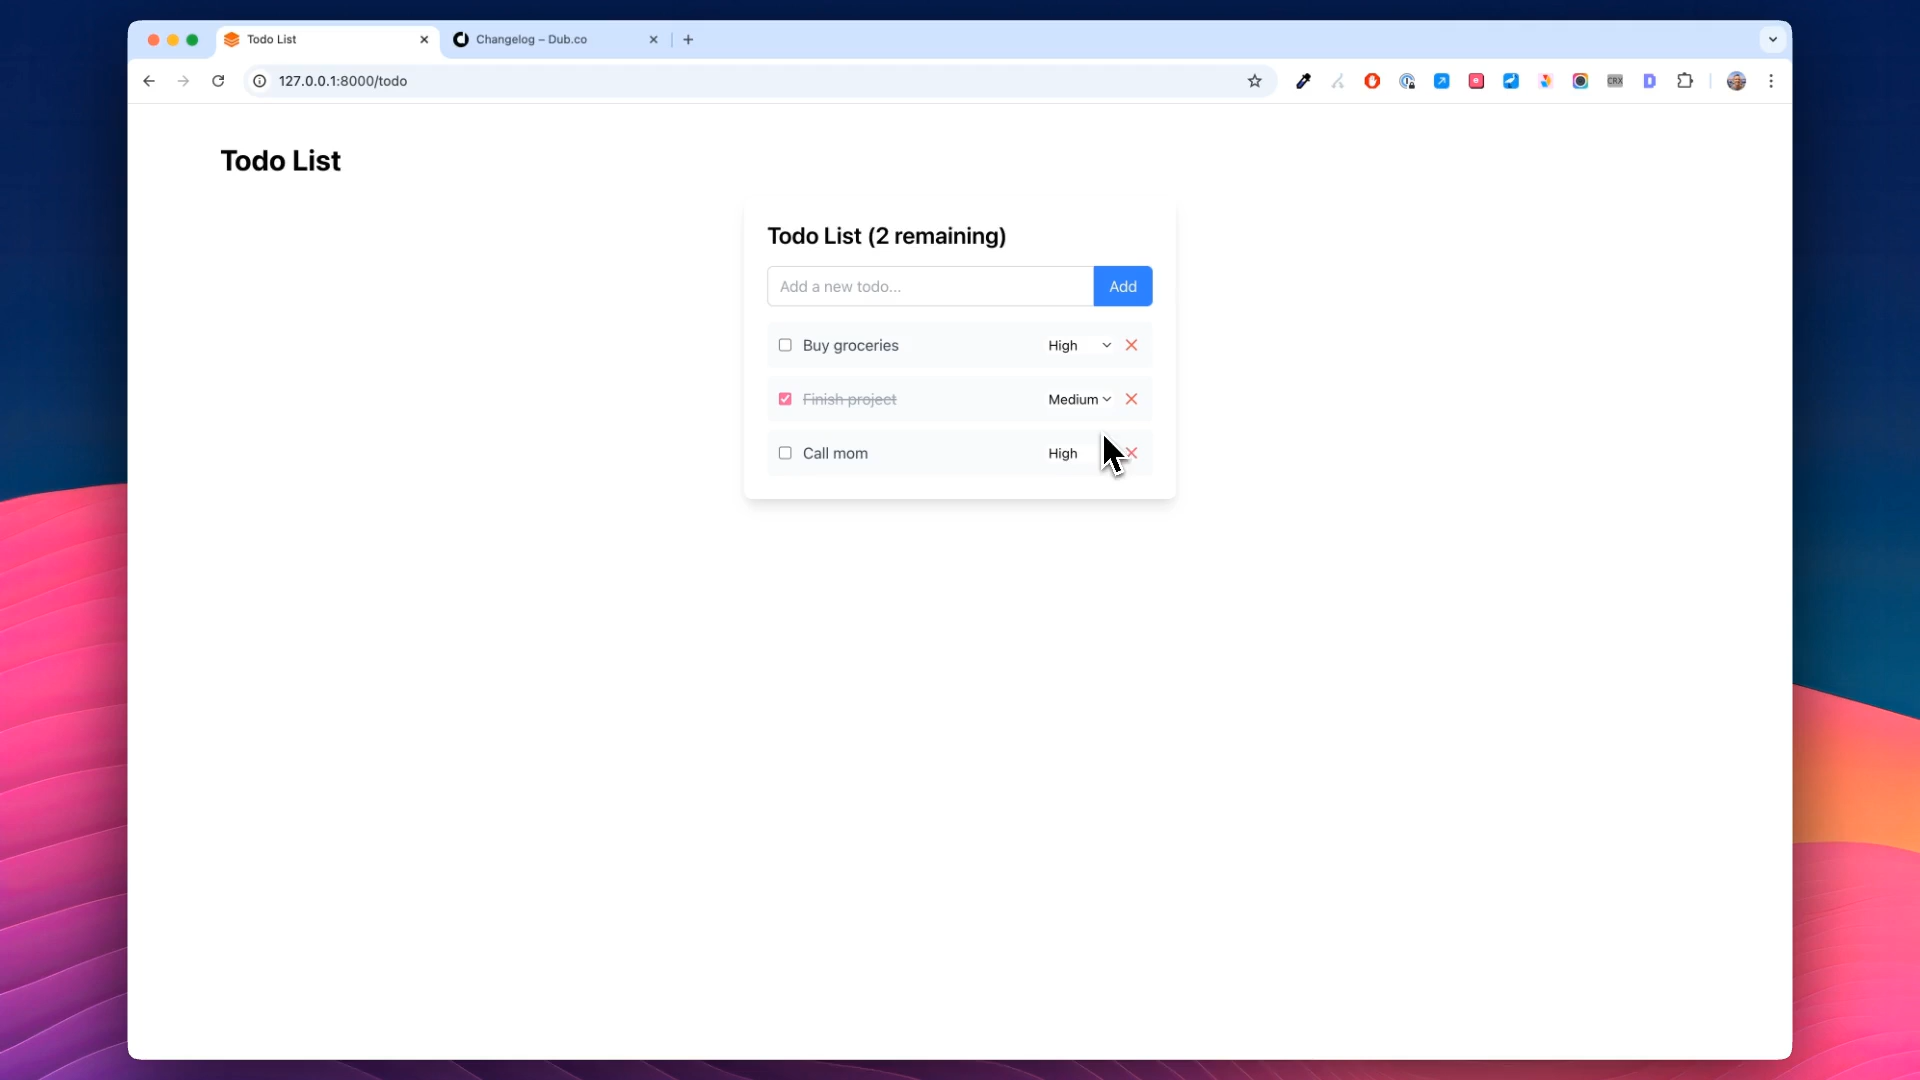 Todo List
Changelog – Dub.co
127.0.0.1:8000/todo
CRX
Todo List
Todo List (2 remaining)
Add a new todo...
Add
Buy groceries
High
Finish project
Medium
Call mom
High